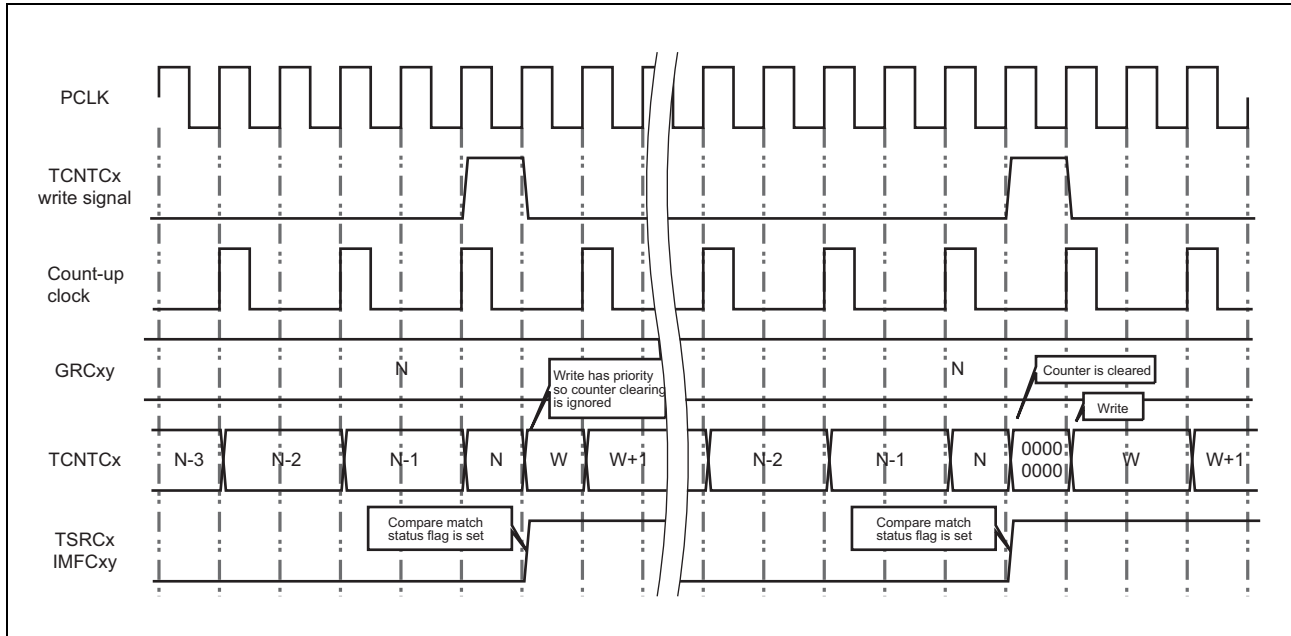 PCLK
TCNTCx
write signal
Count-up
clock
GRCxy
N
Write has priority
so counter clearing
is ignored
N
Counter is cleared
Write
TCNTCx
N-3
N-2
N-1
N
W
W+1
N-2
N-1
N
0000
0000
W
W+1
TSRCx
IMFCxy
Compare match
status flag is set
Compare match
status flag is set